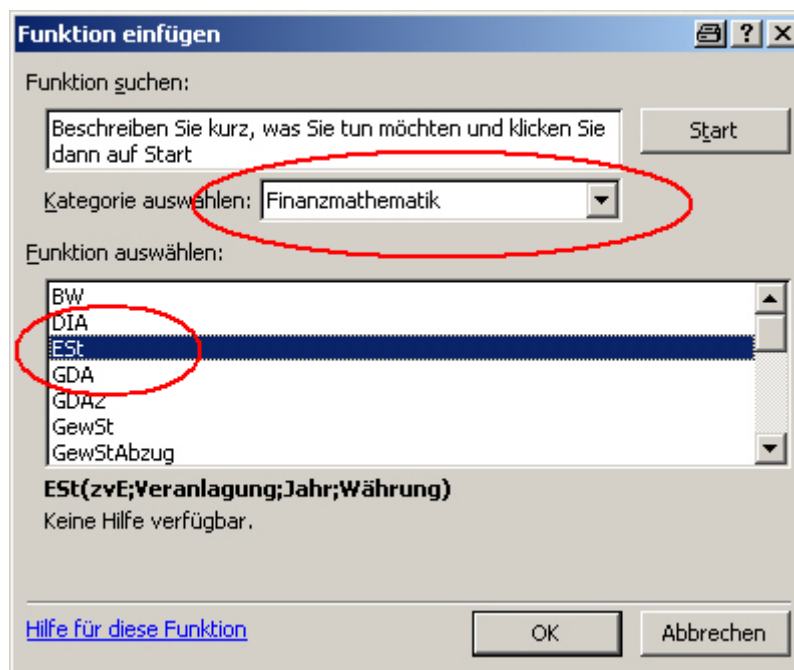 Funktion einfügen
Funktion suchen:
Beschreiben Sie kurz, was Sie tun möchten und klicken Sie
dann auf Start
Start
Kategorie auswählen: Finanzmathematik
Funktion auswählen:
BW
DIA
ESt
GDA
GDA2
GewSt
GewStAbzug
ESt(zvE;Veranlagung;Jahr;Währung)
Keine Hilfe verfügbar.
Hilfe für diese Funktion
OK
Abbrechen